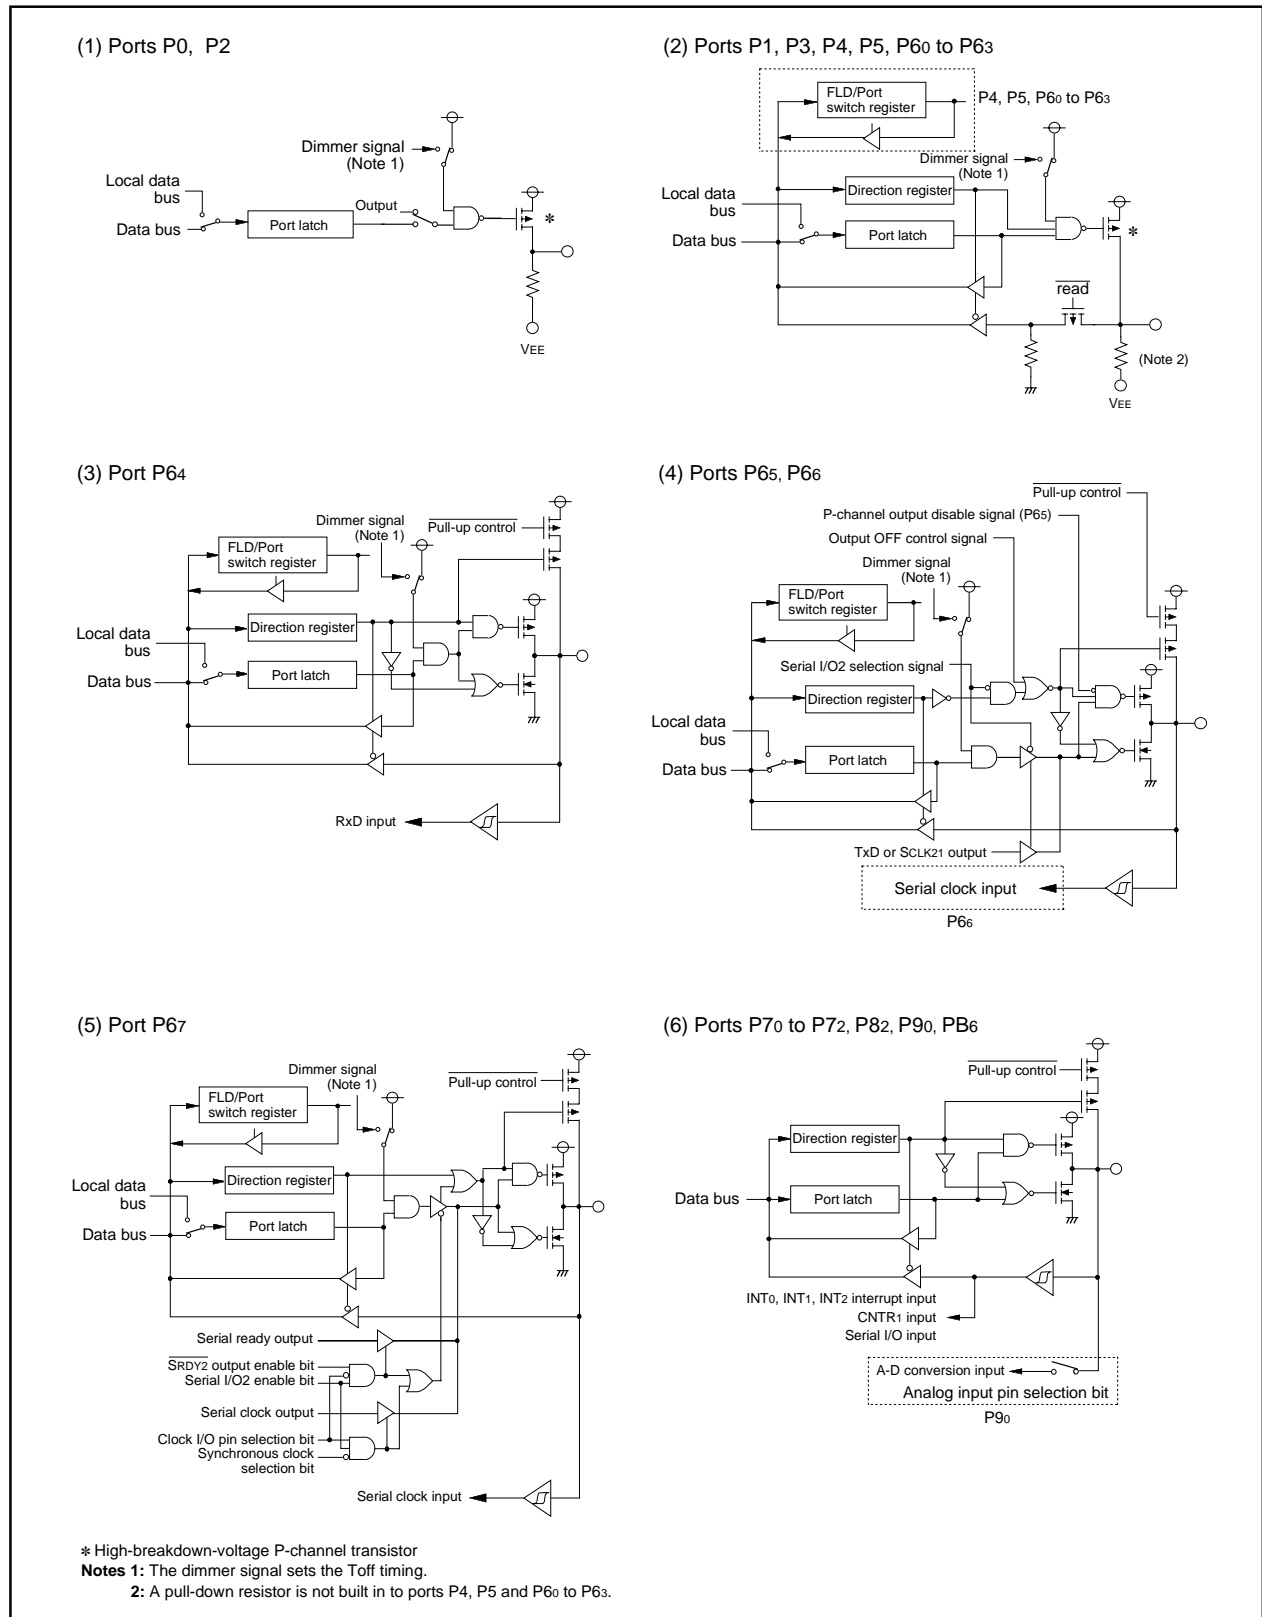 (1) Ports P0, P2
Dimmer signal
(Note 1)
Local data
bus
Data bus
Port latch
Output
*
VEE
(2) Ports P1, P3, P4, P5, P60 to P63
FLD/Port
switch register
P4, P5, P60 to P63
Dimmer signal
(Note 1)
Local data
bus
Data bus
Direction register
Port latch
*
read
(Note 2)
VEE
(3) Port P64
Dimmer signal
(Note 1)
Pull-up control
FLD/Port
switch register
Local data
bus
Data bus
Direction register
Port latch
RxD input
(4) Ports P65, P66
Pull-up control
P-channel output disable signal (P65)
Output OFF control signal
Dimmer signal
(Note 1)
FLD/Port
switch register
Serial I/O2 selection signal
Direction register
Local data
bus
Data bus
Port latch
TxD or SCLK21 output
Serial clock input
P66
(5) Port P67
Dimmer signal
(Note 1)
Pull-up control
FLD/Port
switch register
Local data
bus
Data bus
Direction register
Port latch
Serial ready output
SRDY2 output enable bit
Serial I/O2 enable bit
Serial clock output
Clock I/O pin selection bit
Synchronous clock
selection bit
Serial clock input
(6) Ports P70 to P72, P82, P90, PB6
Pull-up control
Direction register
Data bus
Port latch
INT0, INT1, INT2 interrupt input
CNTR1 input
Serial I/O input
A-D conversion input
Analog input pin selection bit
P90
* High-breakdown-voltage P-channel transistor
Notes 1: The dimmer signal sets the Toff timing.
2: A pull-down resistor is not built in to ports P4, P5 and P60 to P63.